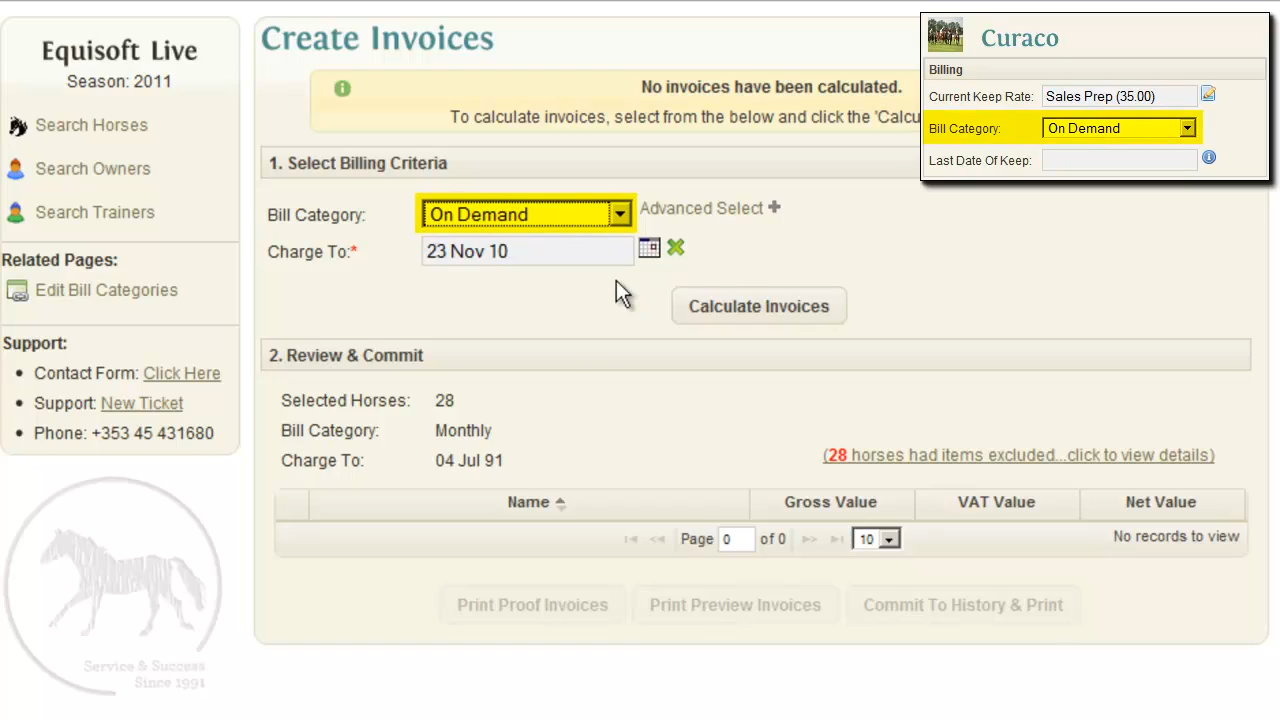 Equisoft Live
Season: 2011
Search Horses
Search Owners
Search Trainers
Related Pages:
Edit Bill Categories
Support:
Contact Form: Click Here
Support: New Ticket
Phone: +353 45 431680
Service & Success
Since 1991
Create Invoices
No invoices have been calculated.
To calculate invoices, select from the below and click the 'Calcu
1. Select Billing Criteria
Bill Category: On Demand Advanced Select
Charge To:* 23 Nov 10
Calculate Invoices
2. Review & Commit
Selected Horses: 28
Bill Category: Monthly
Charge To: 04 Jul 91
(28 horses had items excluded...click to view details)
Name Gross Value VAT Value Net Value
Page 0 of 0 10 No records to view
Print Proof Invoices Print Preview Invoices Commit To History & Print
Curaco
Billing
Current Keep Rate: Sales Prep (35.00)
Bill Category: On Demand
Last Date Of Keep: